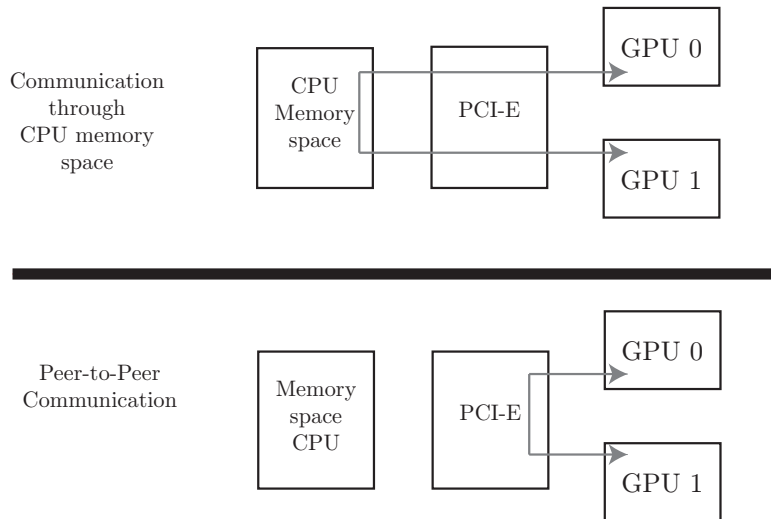 Communication
through
CPU memory
space
CPU
Memory
space
PCI-E
GPU 0
GPU 1
Peer-to-Peer
Communication
Memory
space
CPU
PCI-E
GPU 0
GPU 1